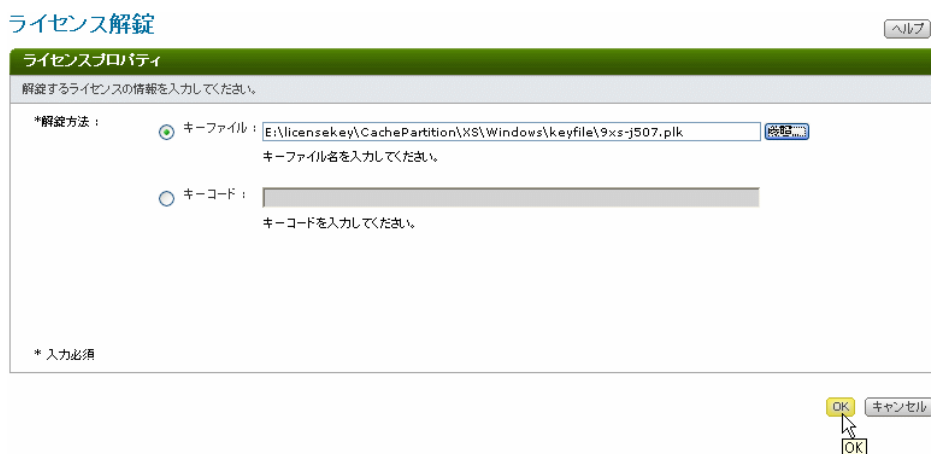 ライセンス解錠
ヘルプ
ライセンスプロパティ
解錠するライセンスの情報を入力してください。
*解錠方法：
キーファイル：
E:\licensekey\CachePartition\XS\Windows\keyfile\9xs-j507.plk
参照...
キーファイル名を入力してください。
キーコード：
キーコードを入力してください。
* 入力必須
OK
キャンセル
OK